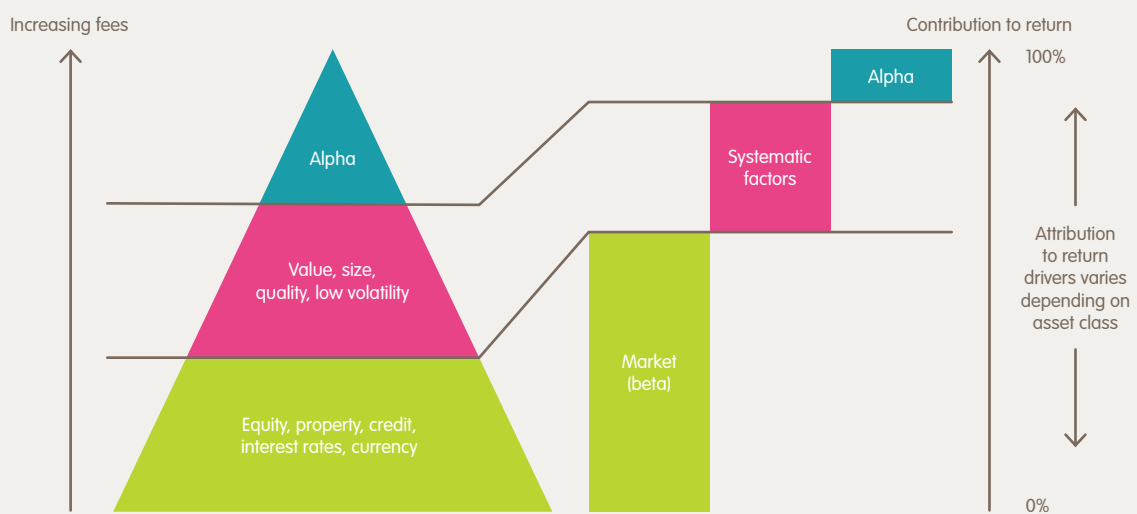 Increasing fees
Contribution to return
100%
Alpha
Alpha
Systematic
factors
Value, size,
quality, low volatility
Attribution
to return
drivers varies
depending on
asset class
Market
(beta)
Equity, property, credit,
interest rates, currency
0%